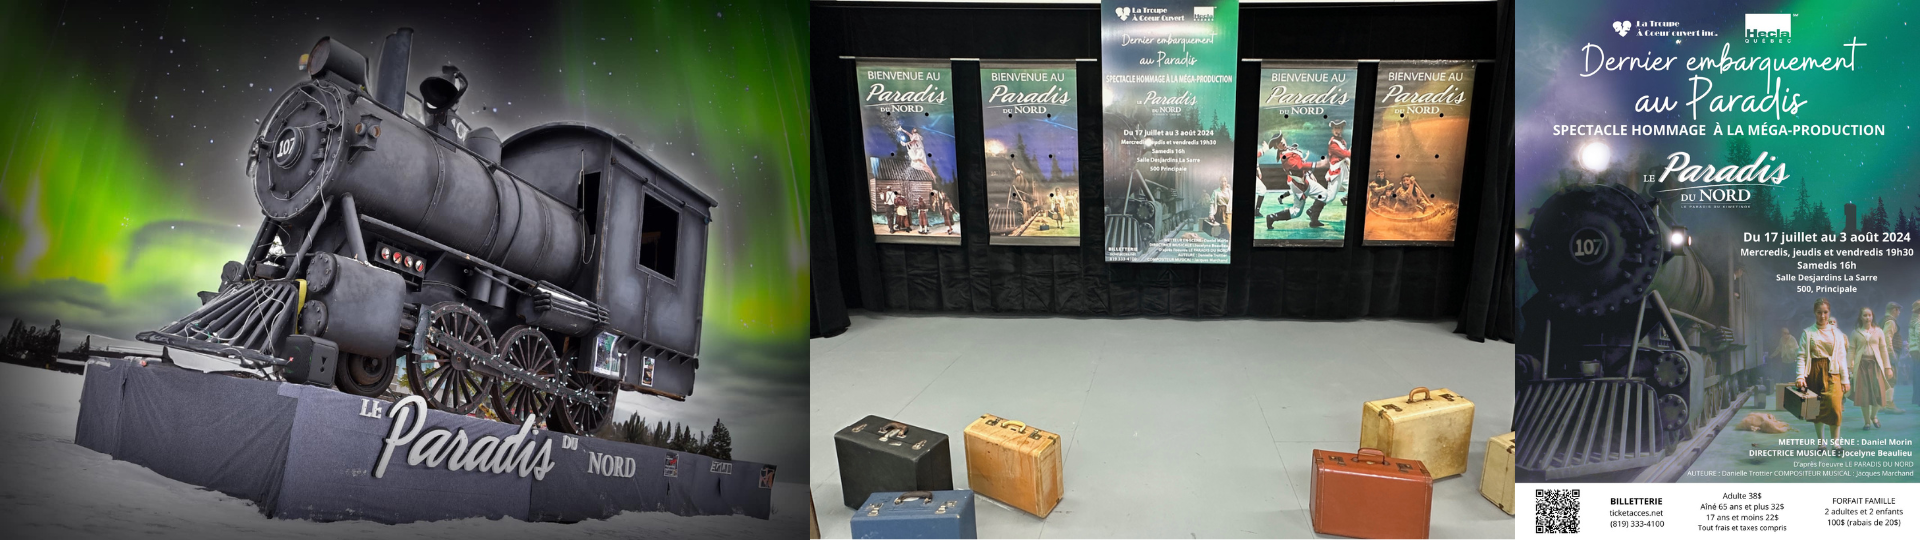 107
LE Paradis DU NORD
La Troupe
À Coeur Ouvert
Hecla
Dernier embarquement
au Paradis
SPECTACLE HOMMAGE À LA MÉGA-PRODUCTION
LE Paradis
DU NORD
Du 17 juillet au 3 août 2024
Mercredis, jeudis et vendredis 19h30
Samedis 16h
Salle Desjardins La Sarre
500, Principale
BILLETTERIE
BIENVENUE AU
Paradis
DU NORD
BIENVENUE AU
Paradis
DU NORD
BIENVENUE AU
Paradis
DU NORD
BIENVENUE AU
Paradis
DU NORD
La Troupe
À Coeur ouvert inc.
Hecla
QUÉBEC
Dernier embarquement
au Paradis
SPECTACLE HOMMAGE À LA MÉGA-PRODUCTION
LE Paradis
DU NORD
107
Du 17 juillet au 3 août 2024
Mercredis, Jeudis et vendredis 19h30
Samedis 16h
Salle Desjardins La Sarre
500, Principale
METTEUR EN SCÈNE : Daniel Morin
DIRECTRICE MUSICALE : Jocelyne Beaulieu
D'après l'oeuvre LE PARADIS DU NORD
AUTEURE : Danielle Trottier COMPOSITEUR MUSICAL : Jacques Marchand
BILLETTERIE
ticketacces.net
(819) 333-4100
Adulte 38$
Aîné 65 ans et plus 32$
17 ans et moins 22$
Tout frais et taxes compris
FORFAIT FAMILLE
2 adultes et 2 enfants
100$ (rabais de 20$)